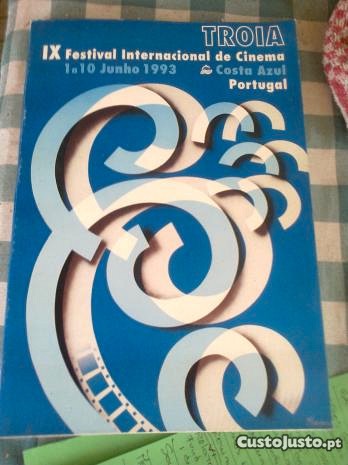 TROIA
IX Festival Internacional de Cinema
1 a 10 Junho 1993 Costa Azul
Portugal
CustoJusto.pt